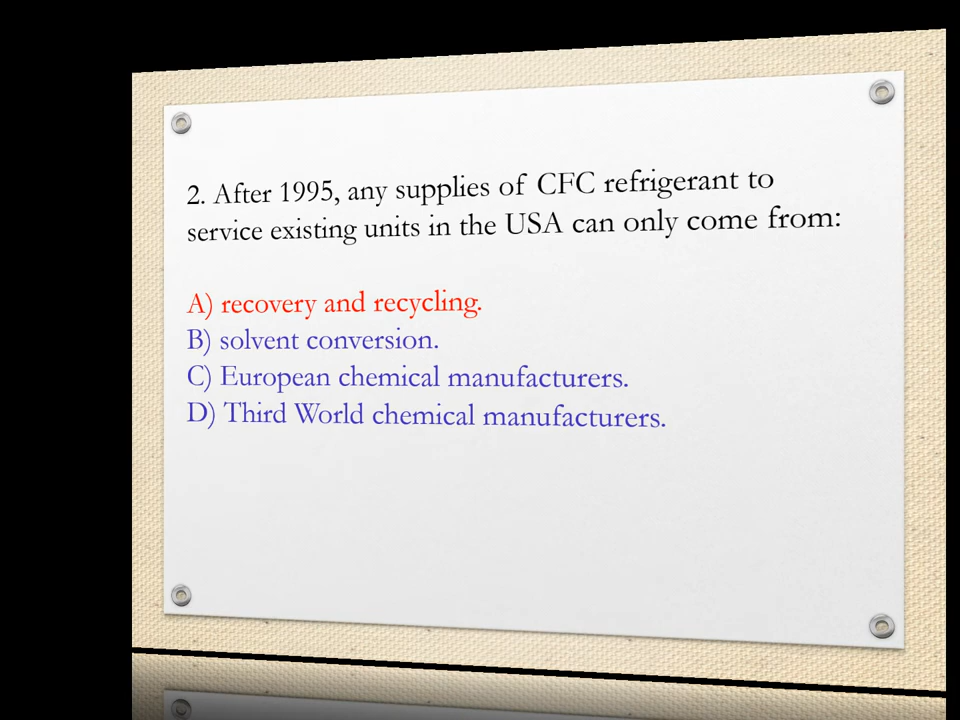 2. After 1995, any supplies of CFC refrigerant to
service existing units in the USA can only come from:
A) recovery and recycling.
B) solvent conversion.
C) European chemical manufacturers.
D) Third World chemical manufacturers.